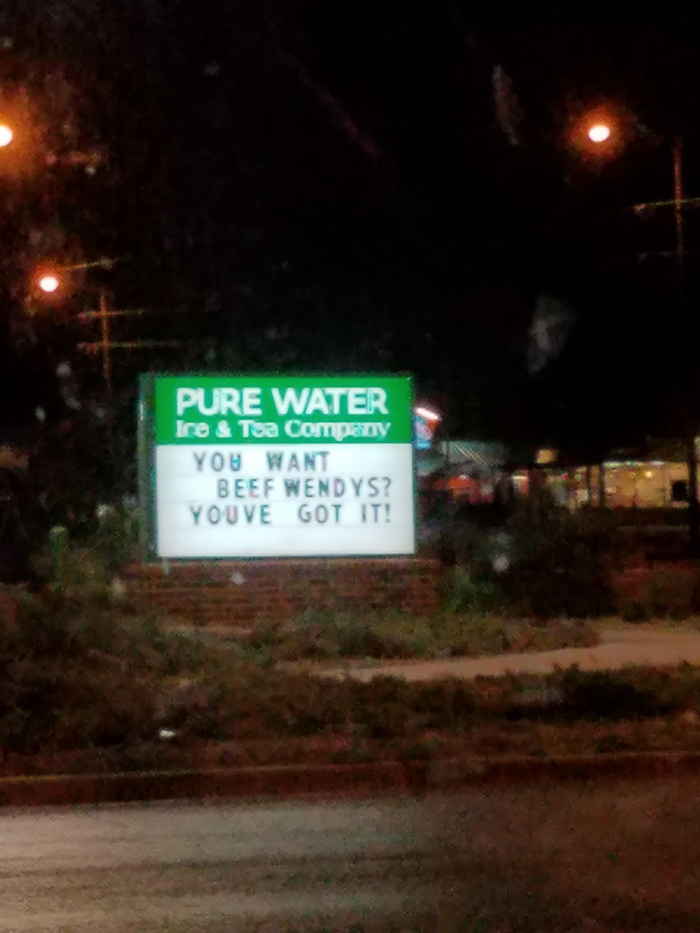 PURE WATER
Ice & Tea Company
YOU WANT
BEEF WENDYS?
YOUVE GOT IT!